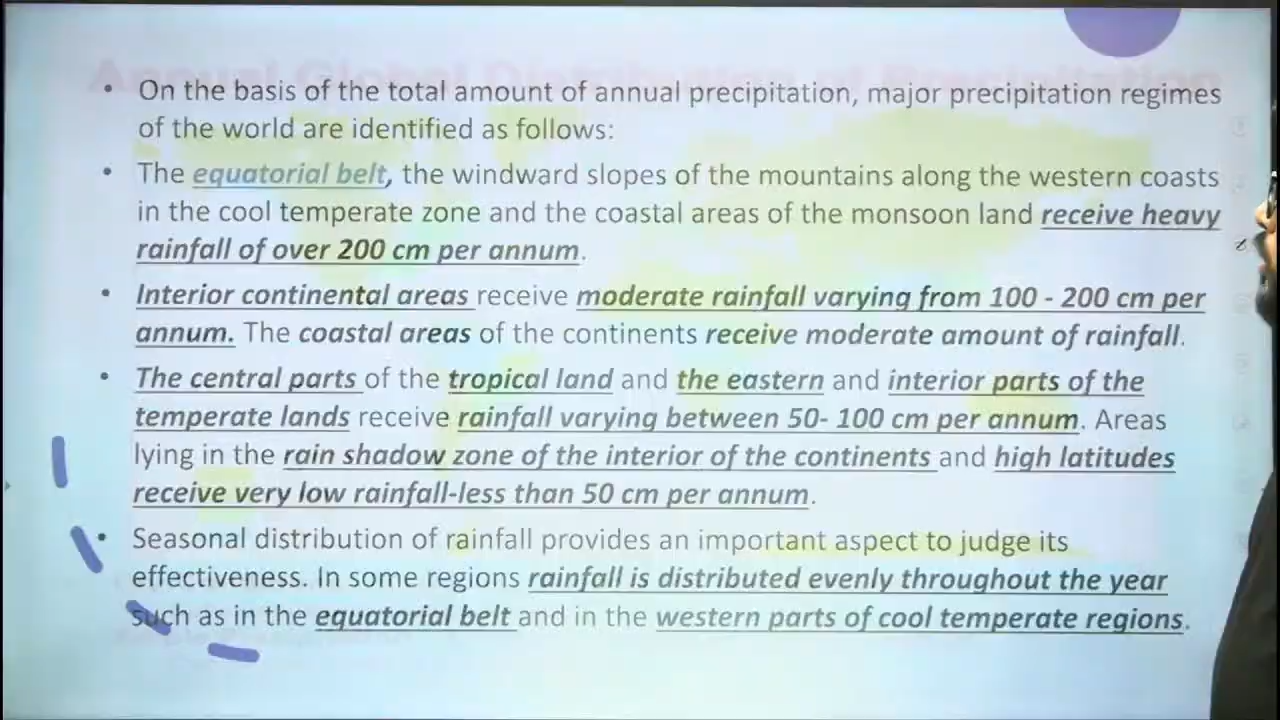 • On the basis of the total amount of annual precipitation, major precipitation regimes
of the world are identified as follows:
• The equatorial belt, the windward slopes of the mountains along the western coasts
in the cool temperate zone and the coastal areas of the monsoon land receive heavy
rainfall of over 200 cm per annum.
• Interior continental areas receive moderate rainfall varying from 100 - 200 cm per
annum. The coastal areas of the continents receive moderate amount of rainfall.
• The central parts of the tropical land and the eastern and interior parts of the
temperate lands receive rainfall varying between 50- 100 cm per annum. Areas
lying in the rain shadow zone of the interior of the continents and high latitudes
receive very low rainfall-less than 50 cm per annum.
• Seasonal distribution of rainfall provides an important aspect to judge its
effectiveness. In some regions rainfall is distributed evenly throughout the year
such as in the equatorial belt and in the western parts of cool temperate regions.